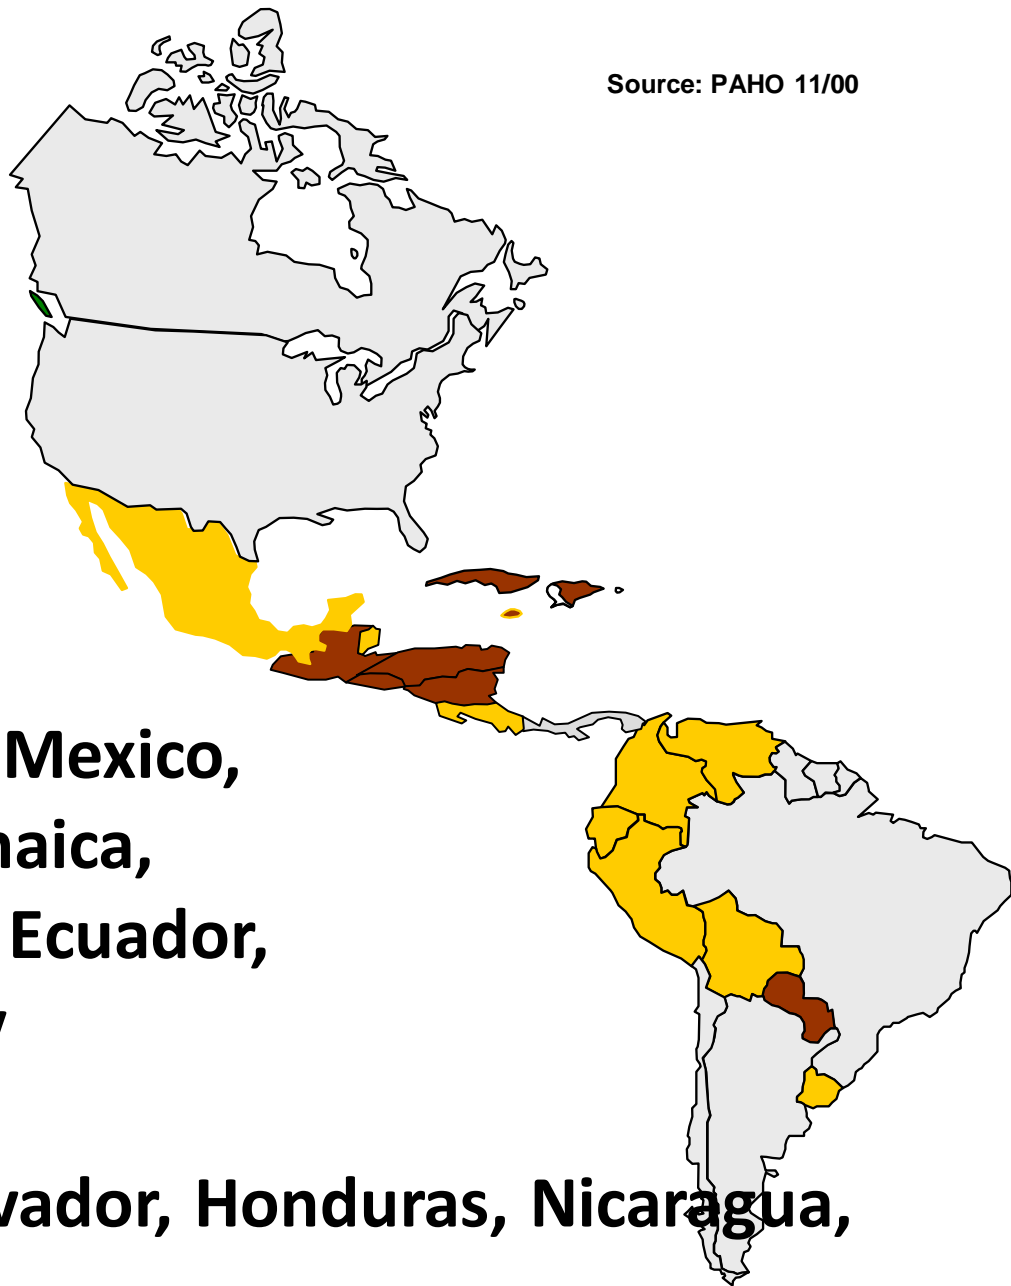 Source: PAHO 11/00
Mexico,
naica,
Ecuador,
,
vador, Honduras, Nicaragua,